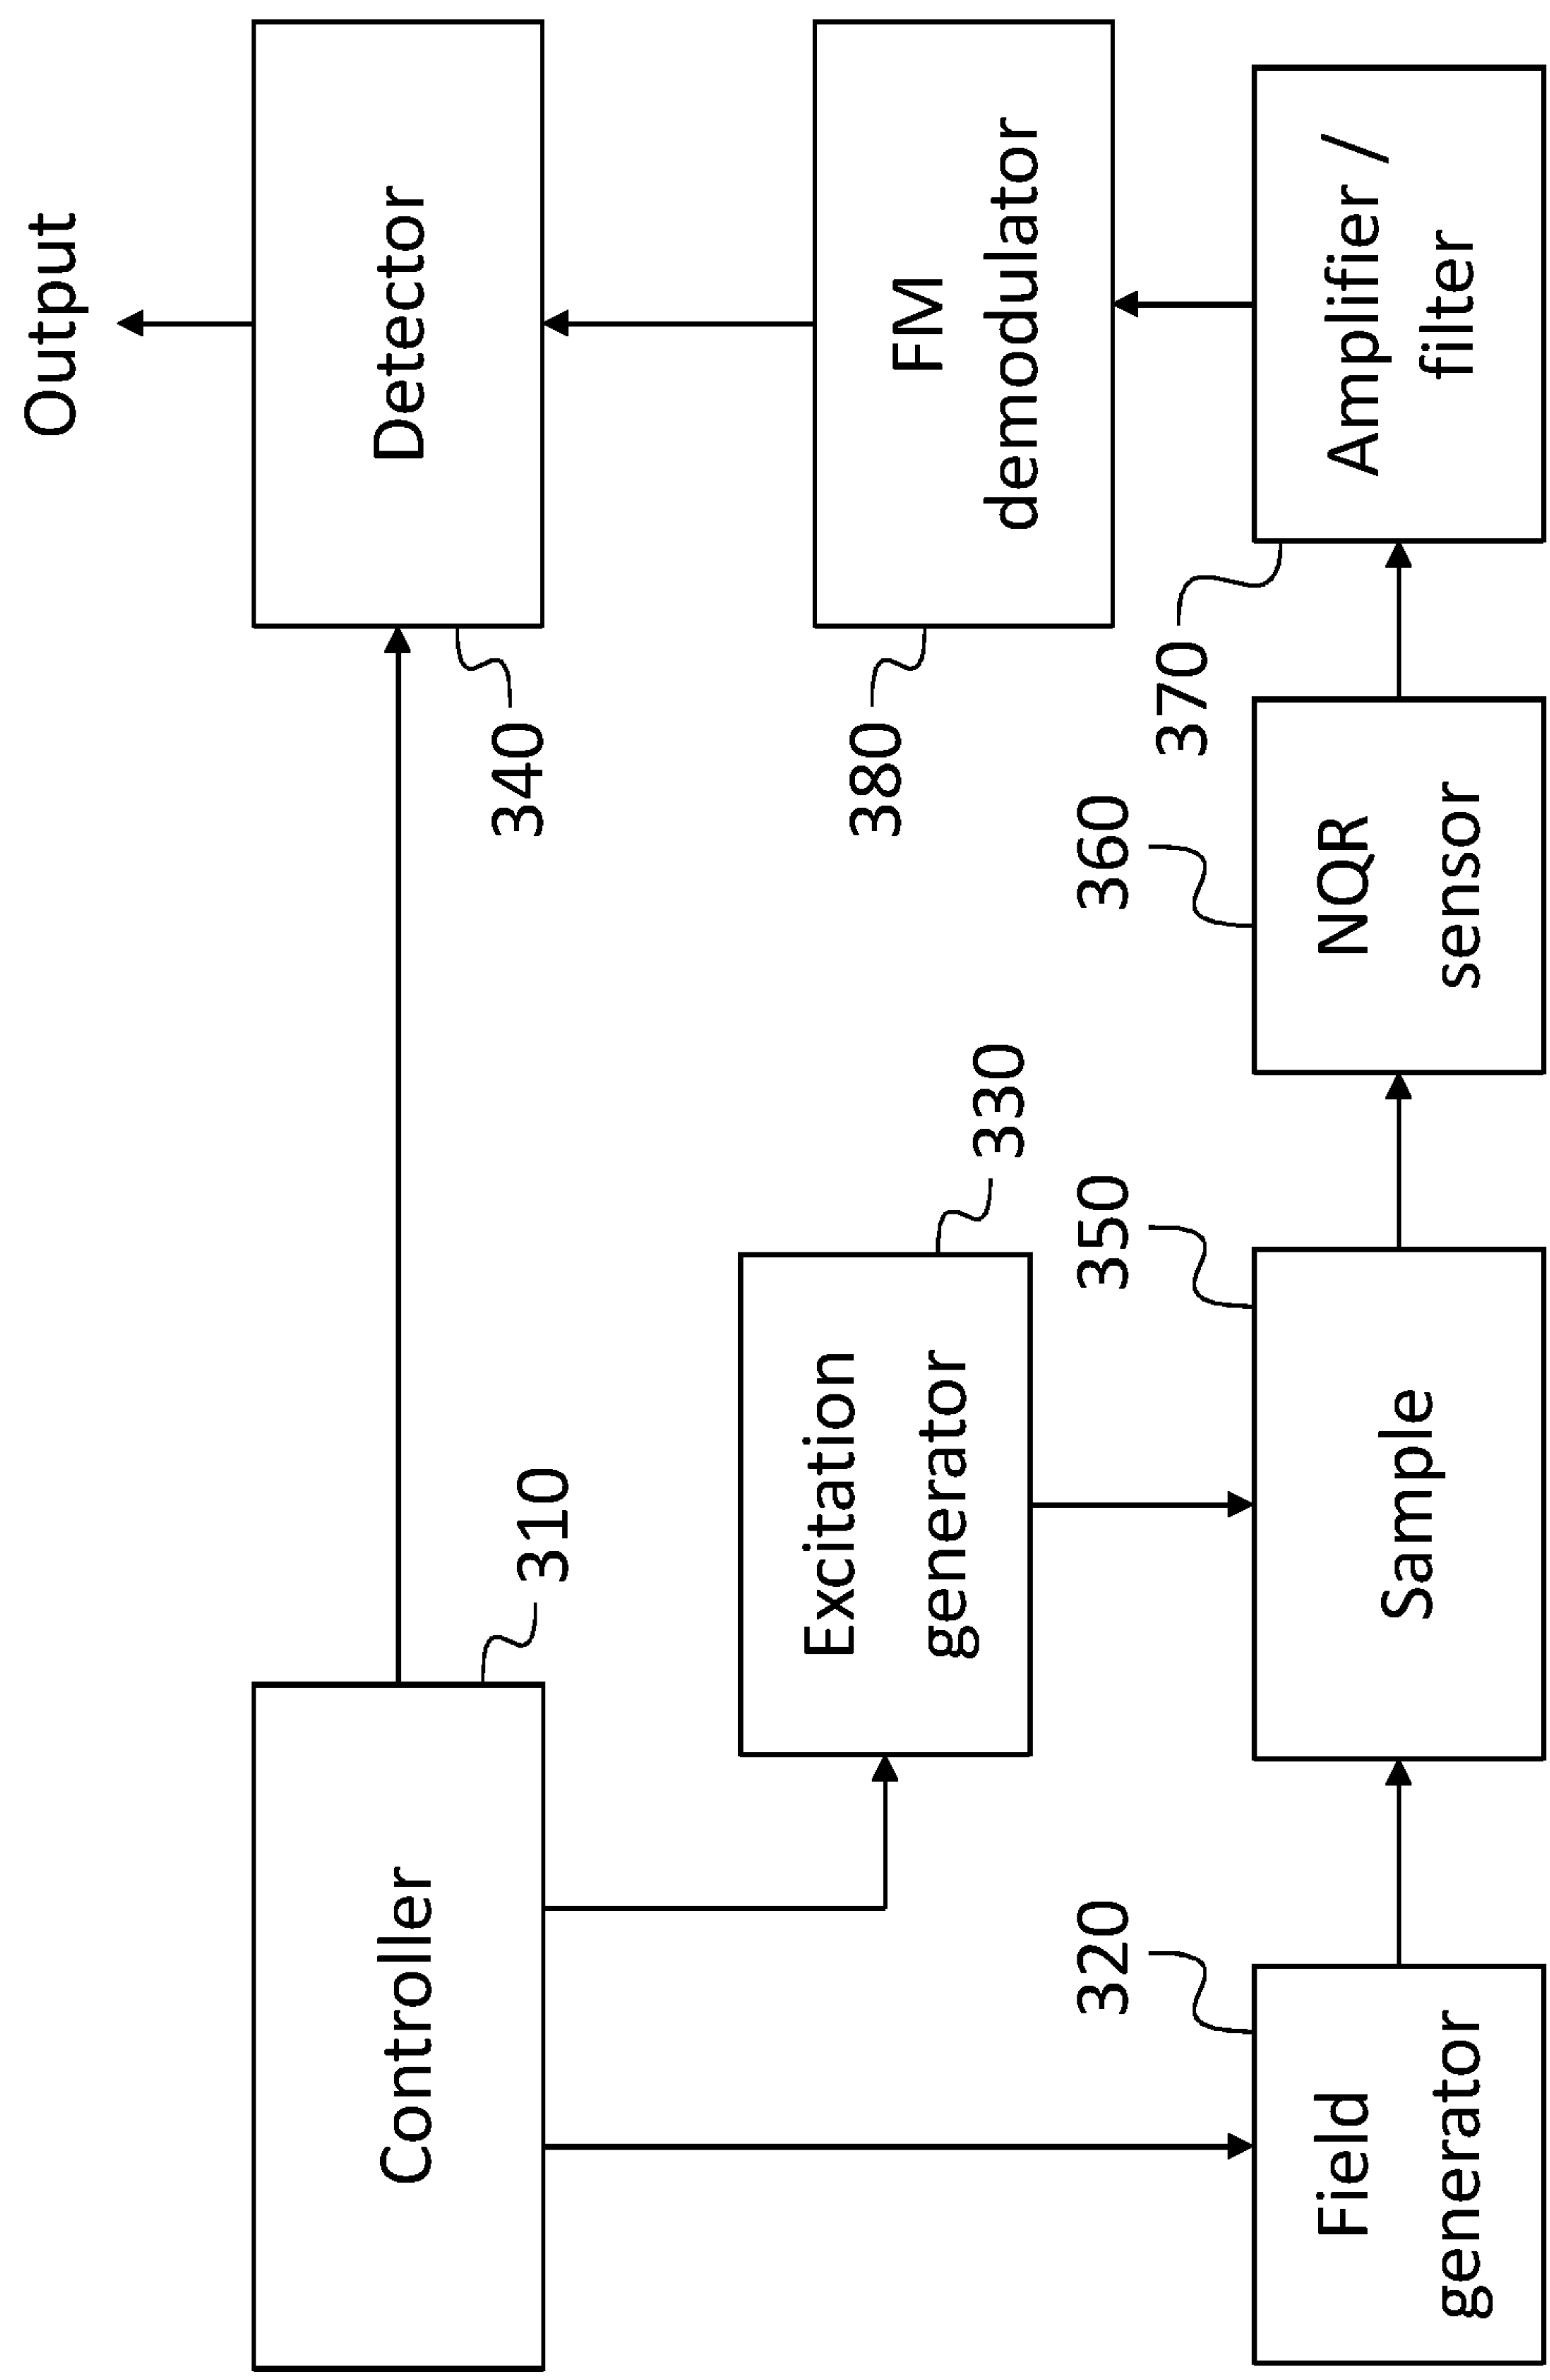 Output
Controller
310
Detector
340
Excitation
generator
330
FM
demodulator
380
Field
generator
320
Sample
350
NQR
sensor
360
Amplifier /
filter
370